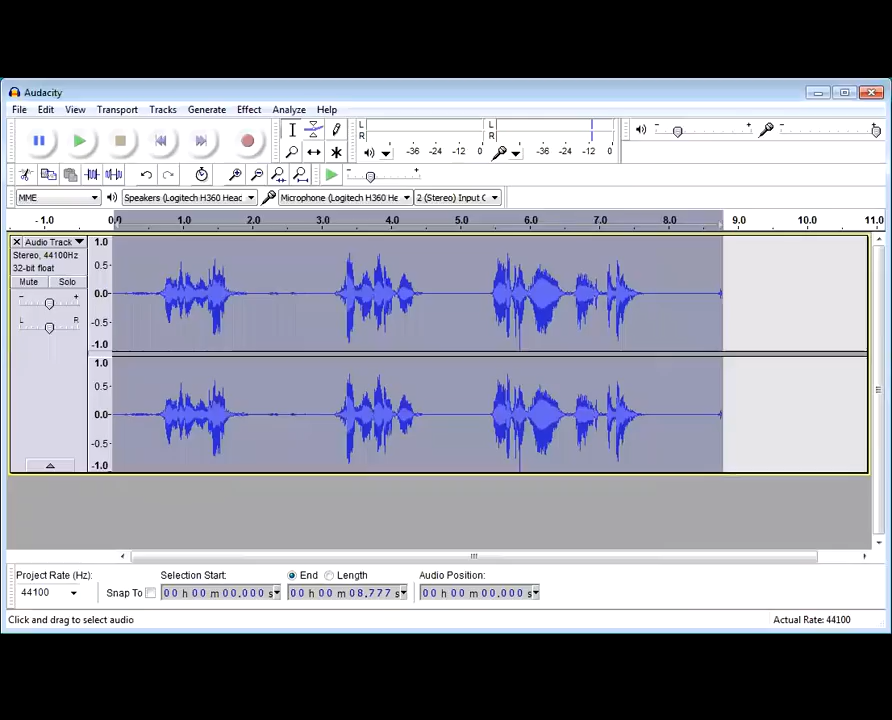 Audacity
File Edit View Transport Tracks Generate Effect Analyze Help
L
R
-36 -24 -12 0
L
R
-36 -24 -12 0
MME
Speakers (Logitech H360 Head
Microphone (Logitech H360 He
2 (Stereo) Input C
-1.0 0.0 1.0 2.0 3.0 4.0 5.0 6.0 7.0 8.0 9.0 10.0 11.0
Audio Track
Stereo, 44100Hz
32-bit float
Mute Solo
- +
L R
1.0
0.5
0.0
-0.5
-1.0
1.0
0.5
0.0
-0.5
-1.0
Project Rate (Hz):
44100
Snap To
Selection Start:
00 h 00 m 00.000 s
End Length
00 h 00 m 08.777 s
Audio Position:
00 h 00 m 00.000 s
Click and drag to select audio
Actual Rate: 44100